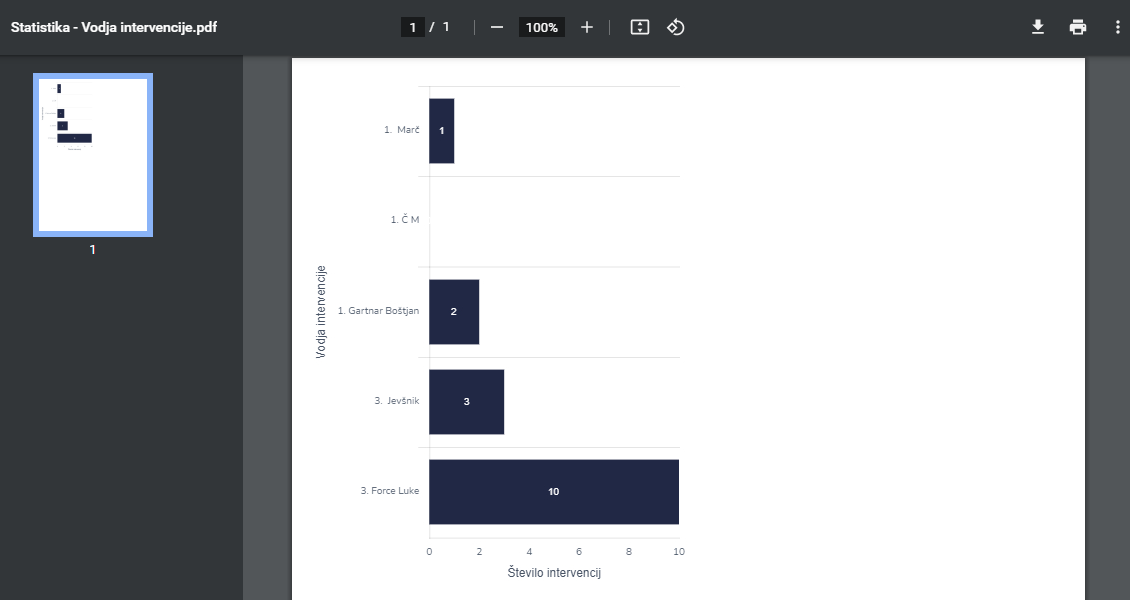 Statistika - Vodja intervencije.pdf
1 / 1
100%
1
1. Marč
1
1. Č M
Vodja intervencije
1. Gartnar Boštjan
2
3. Jevšnik
3
3. Force Luke
10
0 2 4 6 8 10
Število intervencij